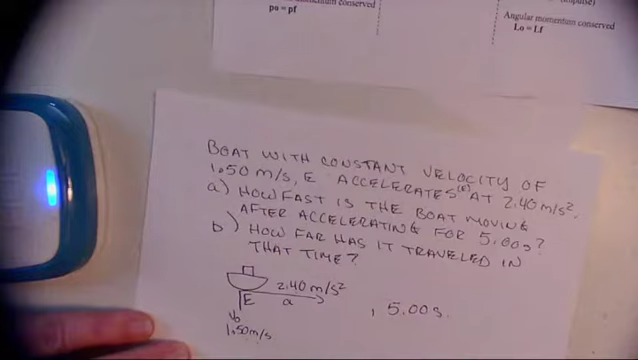 conserved
po = pf
Angular momentum conserved
Lo = Lf
BOAT WITH CONSTANT VELOCITY OF
1.50 m/s, E ACCELERATES (E) AT 2.40 m/s².
a) HOW FAST IS THE BOAT MOVING
AFTER ACCELERATING FOR 5.00s?
b) HOW FAR HAS IT TRAVELED IN
THAT TIME?
2.40 m/s²
E a , 5.00s.
1.50 m/s